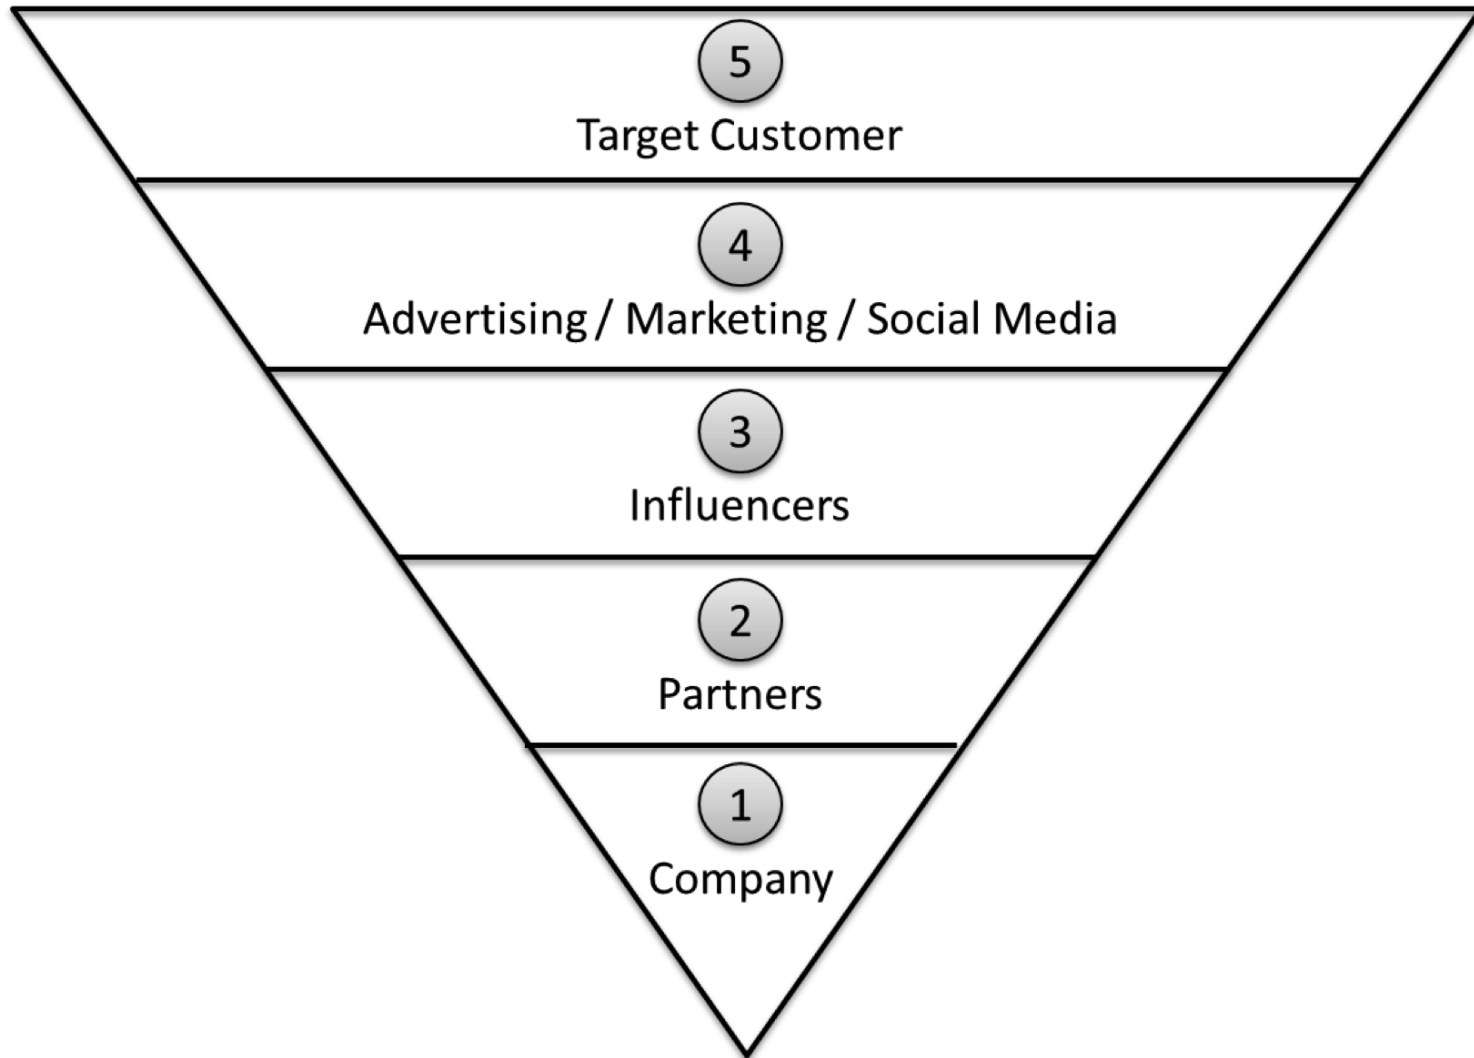 5
Target Customer
4
Advertising / Marketing / Social Media
3
Influencers
2
Partners
1
Company